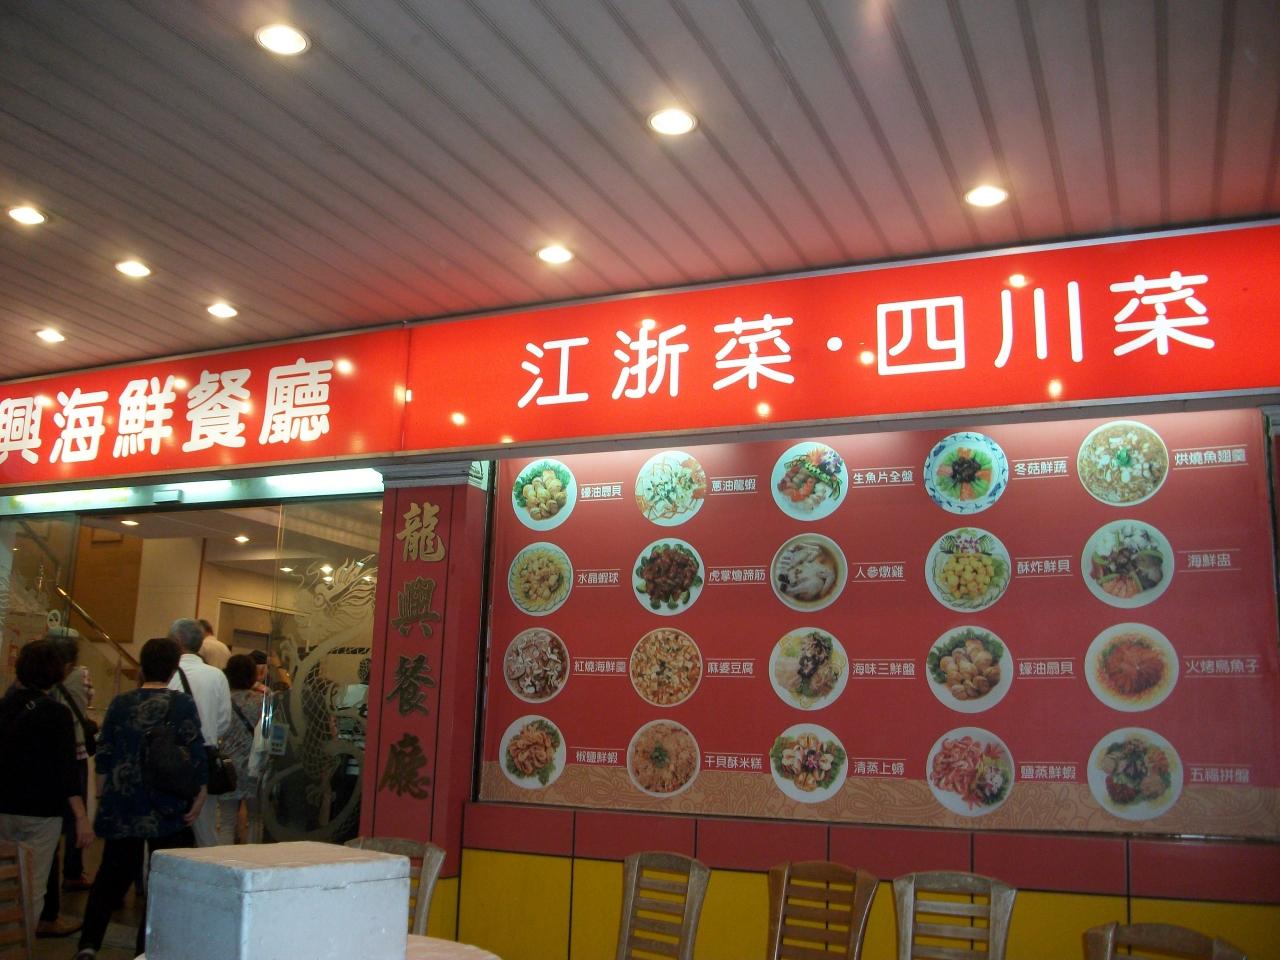 興海鮮餐廳
江浙菜·四川菜
龍興餐廳
蠔油扇貝
蔥油龍蝦
生魚片全盤
冬菇鮮蔬
烘燒魚翅羹
水晶蝦球
虎掌燴蹄筋
人參燉雞
酥炸鮮貝
海鮮盅
紅燒海鮮羹
麻婆豆腐
海味三鮮盤
蠔油扇貝
火烤烏魚子
椒鹽鮮蝦
干貝酥米糕
清蒸上蟳
鹽蒸鮮蝦
五福拼盤